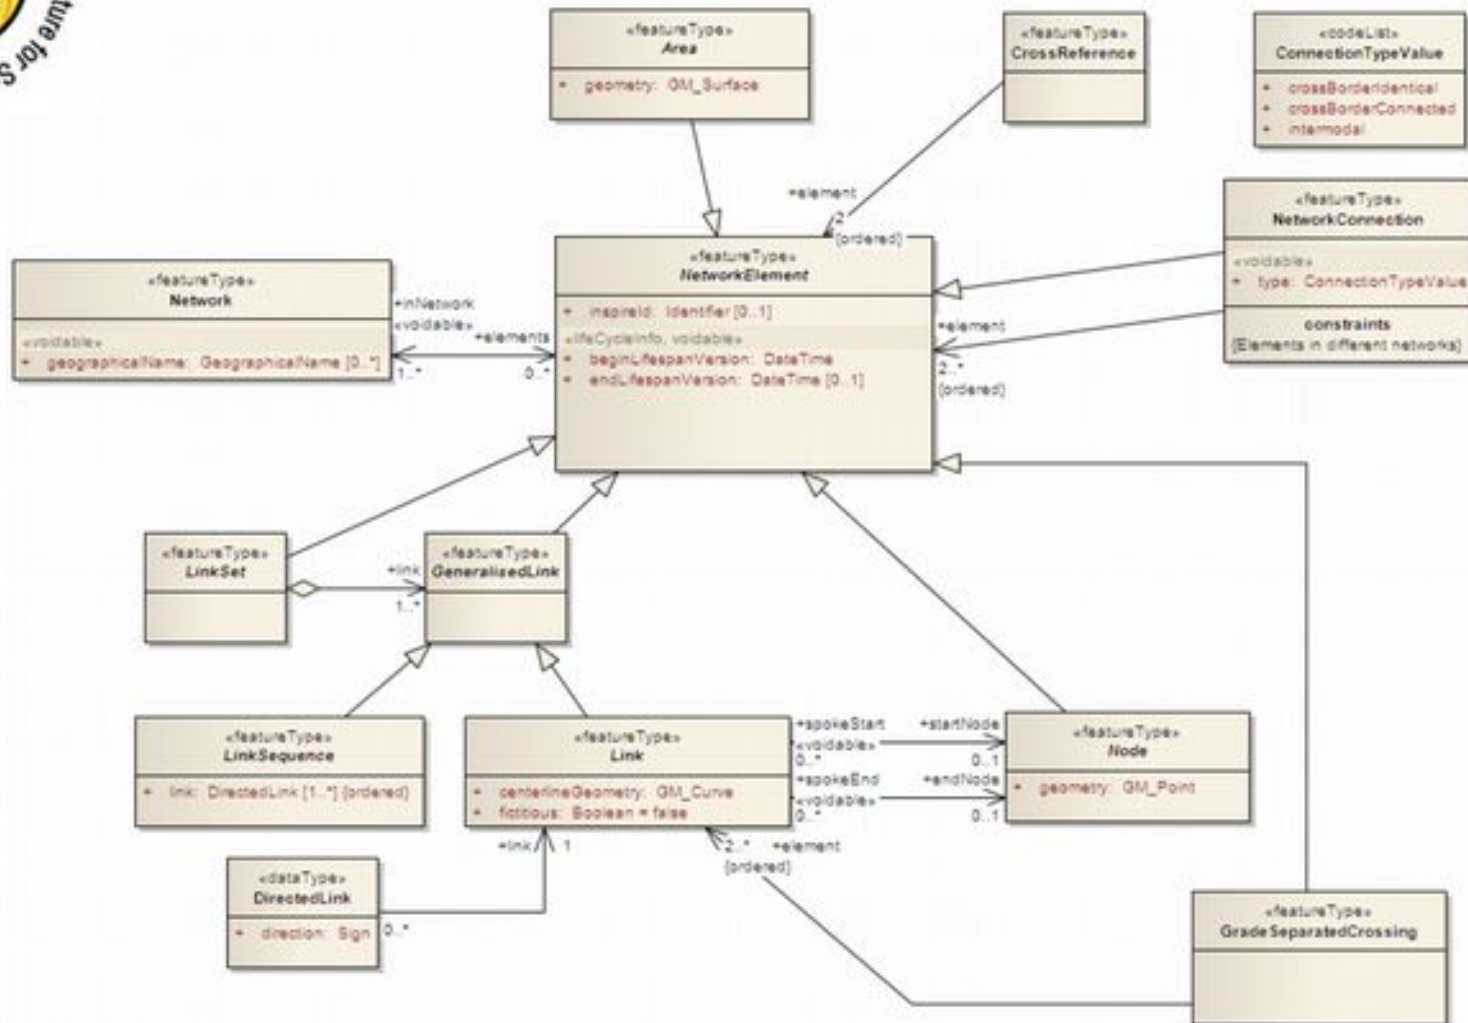 ture for S
«featureType»
Area
+ geometry: GM_Surface
«featureType»
CrossReference
«codeList»
ConnectionTypeValue
+ crossBorderIdentical
+ crossBorderConnected
+ intermodal
+element
2
{ordered}
«featureType»
NetworkConnection
«voidable»
+ type: ConnectionTypeValue
constraints
{Elements in different networks}
«featureType»
Network
«voidable»
+ geographicalName: GeographicalName [0..*]
+inNetwork
«voidable»
1..*
+elements
0..*
«featureType»
NetworkElement
+ inspireId: Identifier [0..1]
«lifeCycleInfo, voidable»
+ beginLifespanVersion: DateTime
+ endLifespanVersion: DateTime [0..1]
+element
2..*
{ordered}
«featureType»
LinkSet
+link
1..*
«featureType»
GeneralisedLink
«featureType»
LinkSequence
+ link: DirectedLink [1..*] {ordered}
«featureType»
Link
+ centerlineGeometry: GM_Curve
+ fictitious: Boolean = false
+spokeStart
«voidable»
0..*
+startNode
0..1
+spokeEnd
«voidable»
0..*
+endNode
0..1
«featureType»
Node
+ geometry: GM_Point
+link
1
2..*
+element
{ordered}
«dataType»
DirectedLink
+ direction: Sign
0..*
«featureType»
GradeSeparatedCrossing